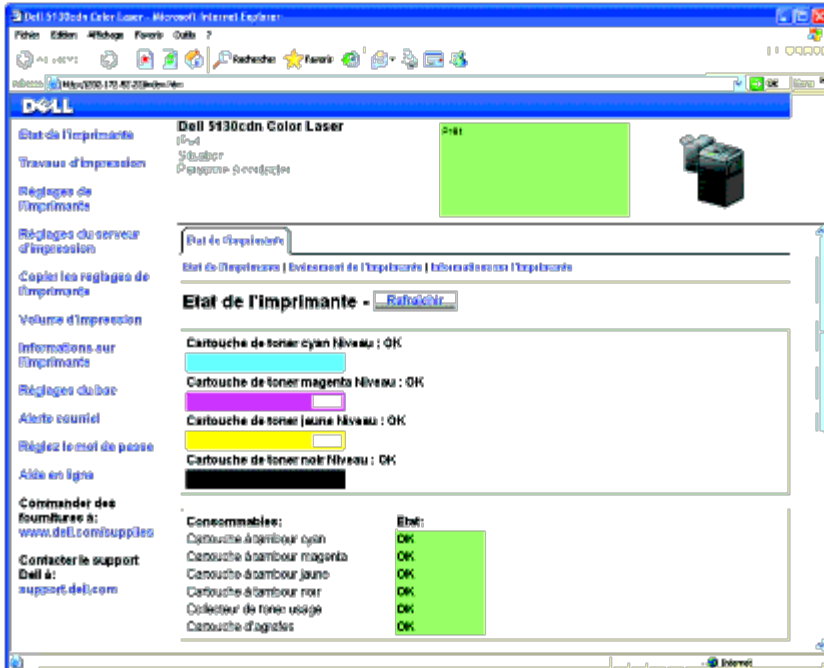 Dell 5130cdn Color Laser - Microsoft Internet Explorer
Fichier Edition Affichage Favoris Outils ?
Rechercher Favoris
OK
DELL
Etat de l'imprimante
Travaux d'impression
Réglages de
l'imprimante
Réglages du serveur
d'impression
Copier les réglages de
l'imprimante
Volume d'impression
Informations sur
l'imprimante
Réglages du bac
Alerte courriel
Réglez le mot de passe
Aide en ligne
Commander des
fournitures à:
www.dell.com/supplies
Contacter le support
Dell à:
support.dell.com
Dell 5130cdn Color Laser
IPv4
Situation
Personne à contacter
Prêt
Etat de l'imprimante
Etat de l'imprimante | Evénement de l'imprimante | Informations sur l'imprimante
Etat de l'imprimante - Rafraîchir
Cartouche de toner cyan Niveau : OK
Cartouche de toner magenta Niveau : OK
Cartouche de toner jaune Niveau : OK
Cartouche de toner noir Niveau : OK
Consommables: Etat:
Cartouche à tambour cyan OK
Cartouche à tambour magenta OK
Cartouche à tambour jaune OK
Cartouche à tambour noir OK
Collecteur de toner usagé OK
Cartouche d'agrafes OK
Internet